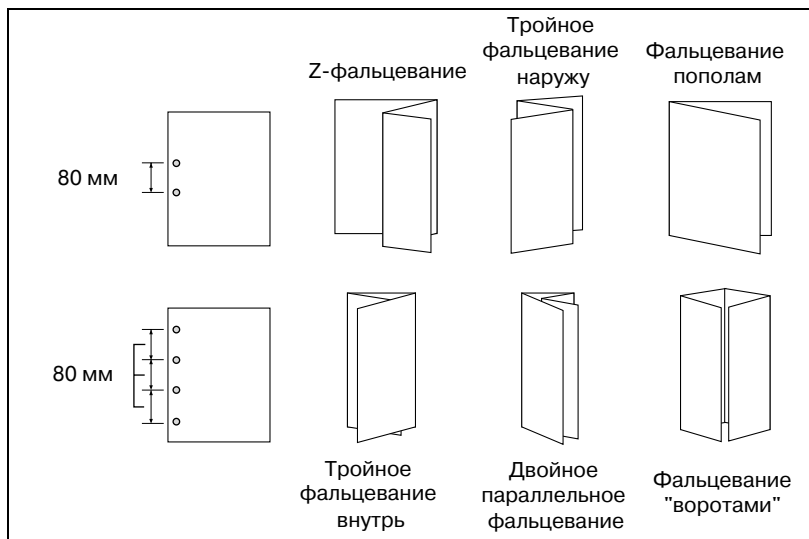 Z-фальцевание
Тройное
фальцевание
наружу
Фальцевание
пополам
80 мм
80 мм
Тройное
фальцевание
внутрь
Двойное
параллельное
фальцевание
Фальцевание
"воротами"